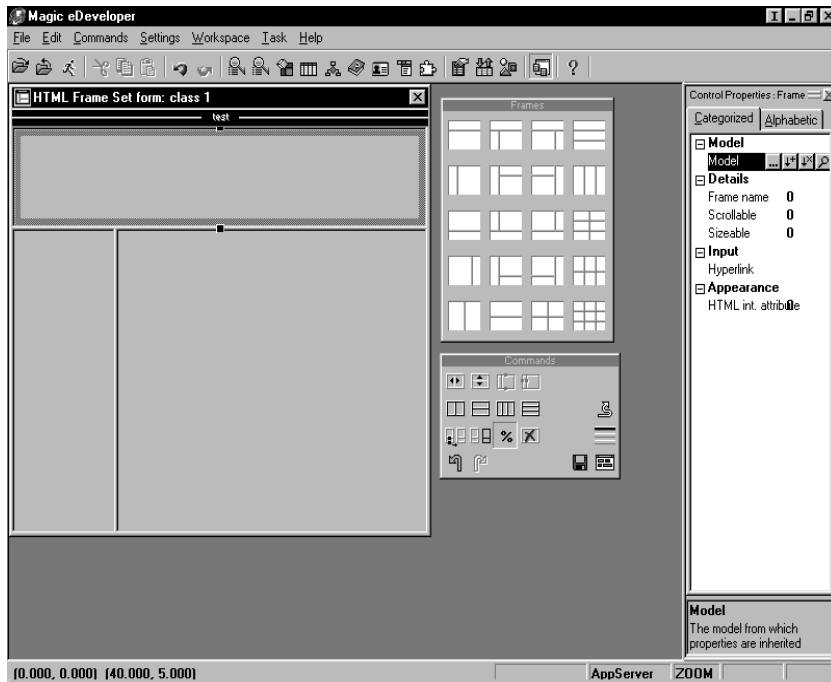 Magic eDeveloper
File Edit Commands Settings Workspace Task Help
HTML Frame Set form: class 1
test
Frames
Commands
%
Control Properties : Frame
Categorized Alphabetic
Model
Model ...
Details
Frame name 0
Scrollable 0
Sizeable 0
Input
Hyperlink
Appearance
HTML int. attribute
Model
The model from which
properties are inherited
(0.000, 0.000) (40.000, 5.000) AppServer ZOOM